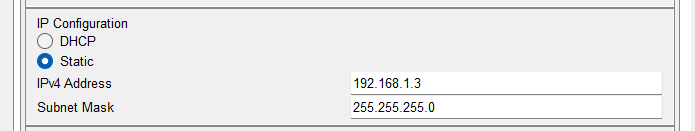 IP Configuration
DHCP
Static
IPv4 Address 192.168.1.3
Subnet Mask 255.255.255.0